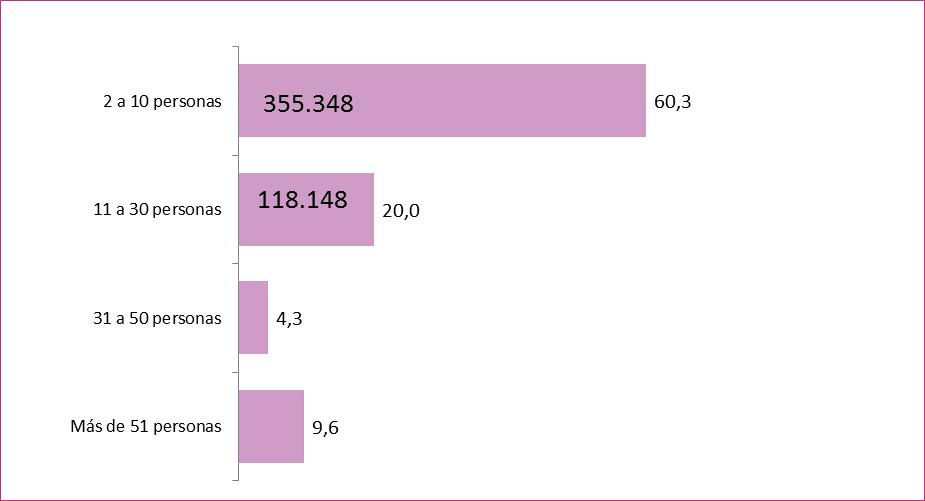 2 a 10 personas 355.348 60,3
11 a 30 personas 118.148 20,0
31 a 50 personas 4,3
Más de 51 personas 9,6